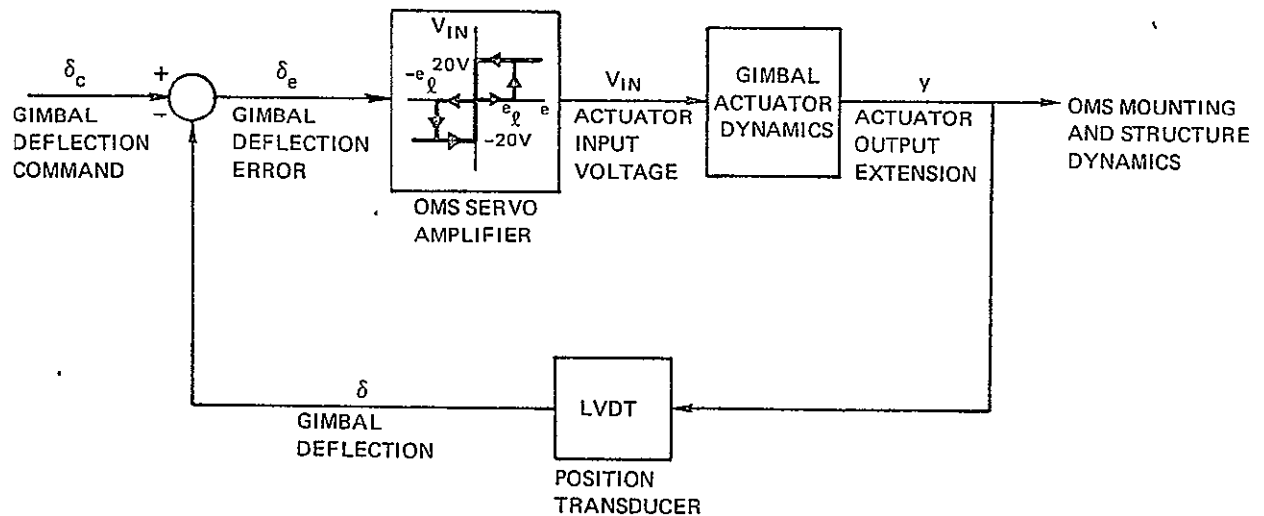 δc
+
−
GIMBAL
DEFLECTION
COMMAND
δe
GIMBAL
DEFLECTION
ERROR
VIN
20V
-eℓ
eℓ
e
-20V
OMS SERVO
AMPLIFIER
VIN
ACTUATOR
INPUT
VOLTAGE
GIMBAL
ACTUATOR
DYNAMICS
y
ACTUATOR
OUTPUT
EXTENSION
OMS MOUNTING
AND STRUCTURE
DYNAMICS
δ
GIMBAL
DEFLECTION
LVDT
POSITION
TRANSDUCER